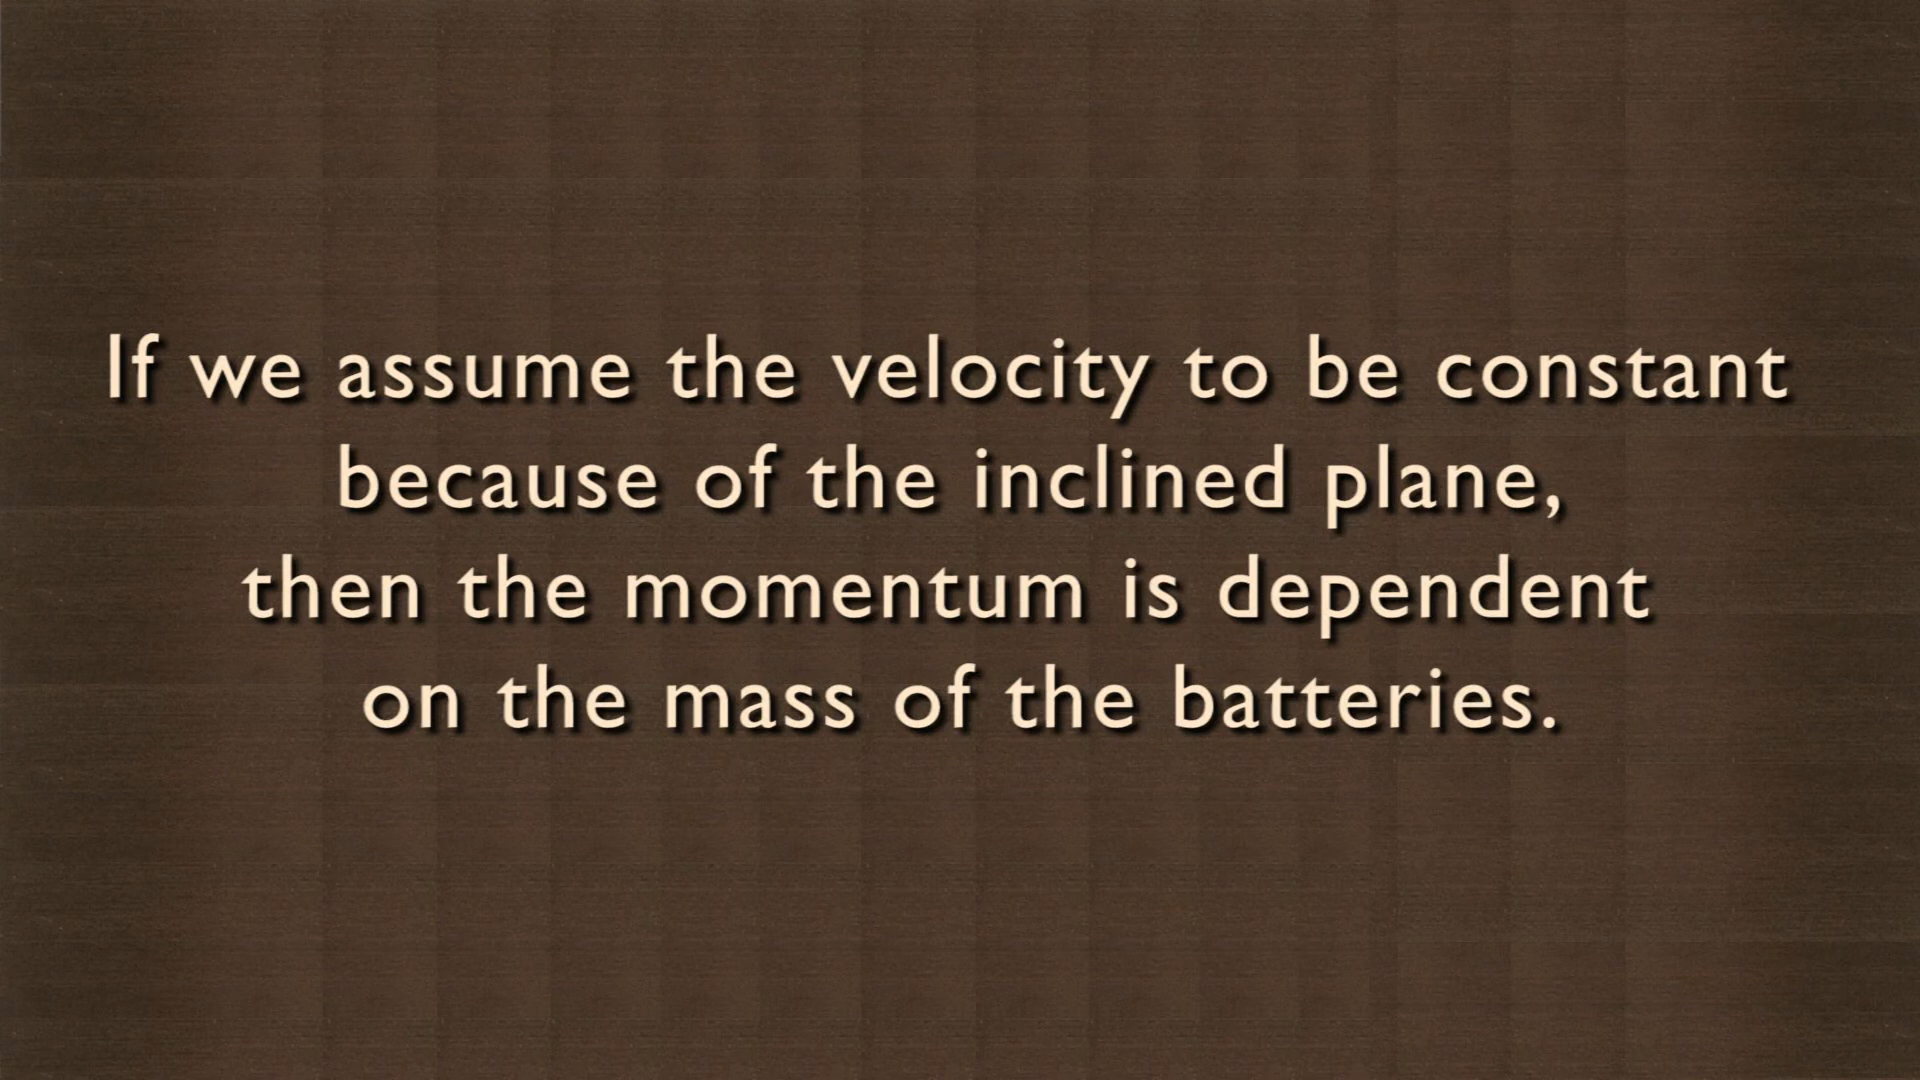 If we assume the velocity to be constant
because of the inclined plane,
then the momentum is dependent
on the mass of the batteries.